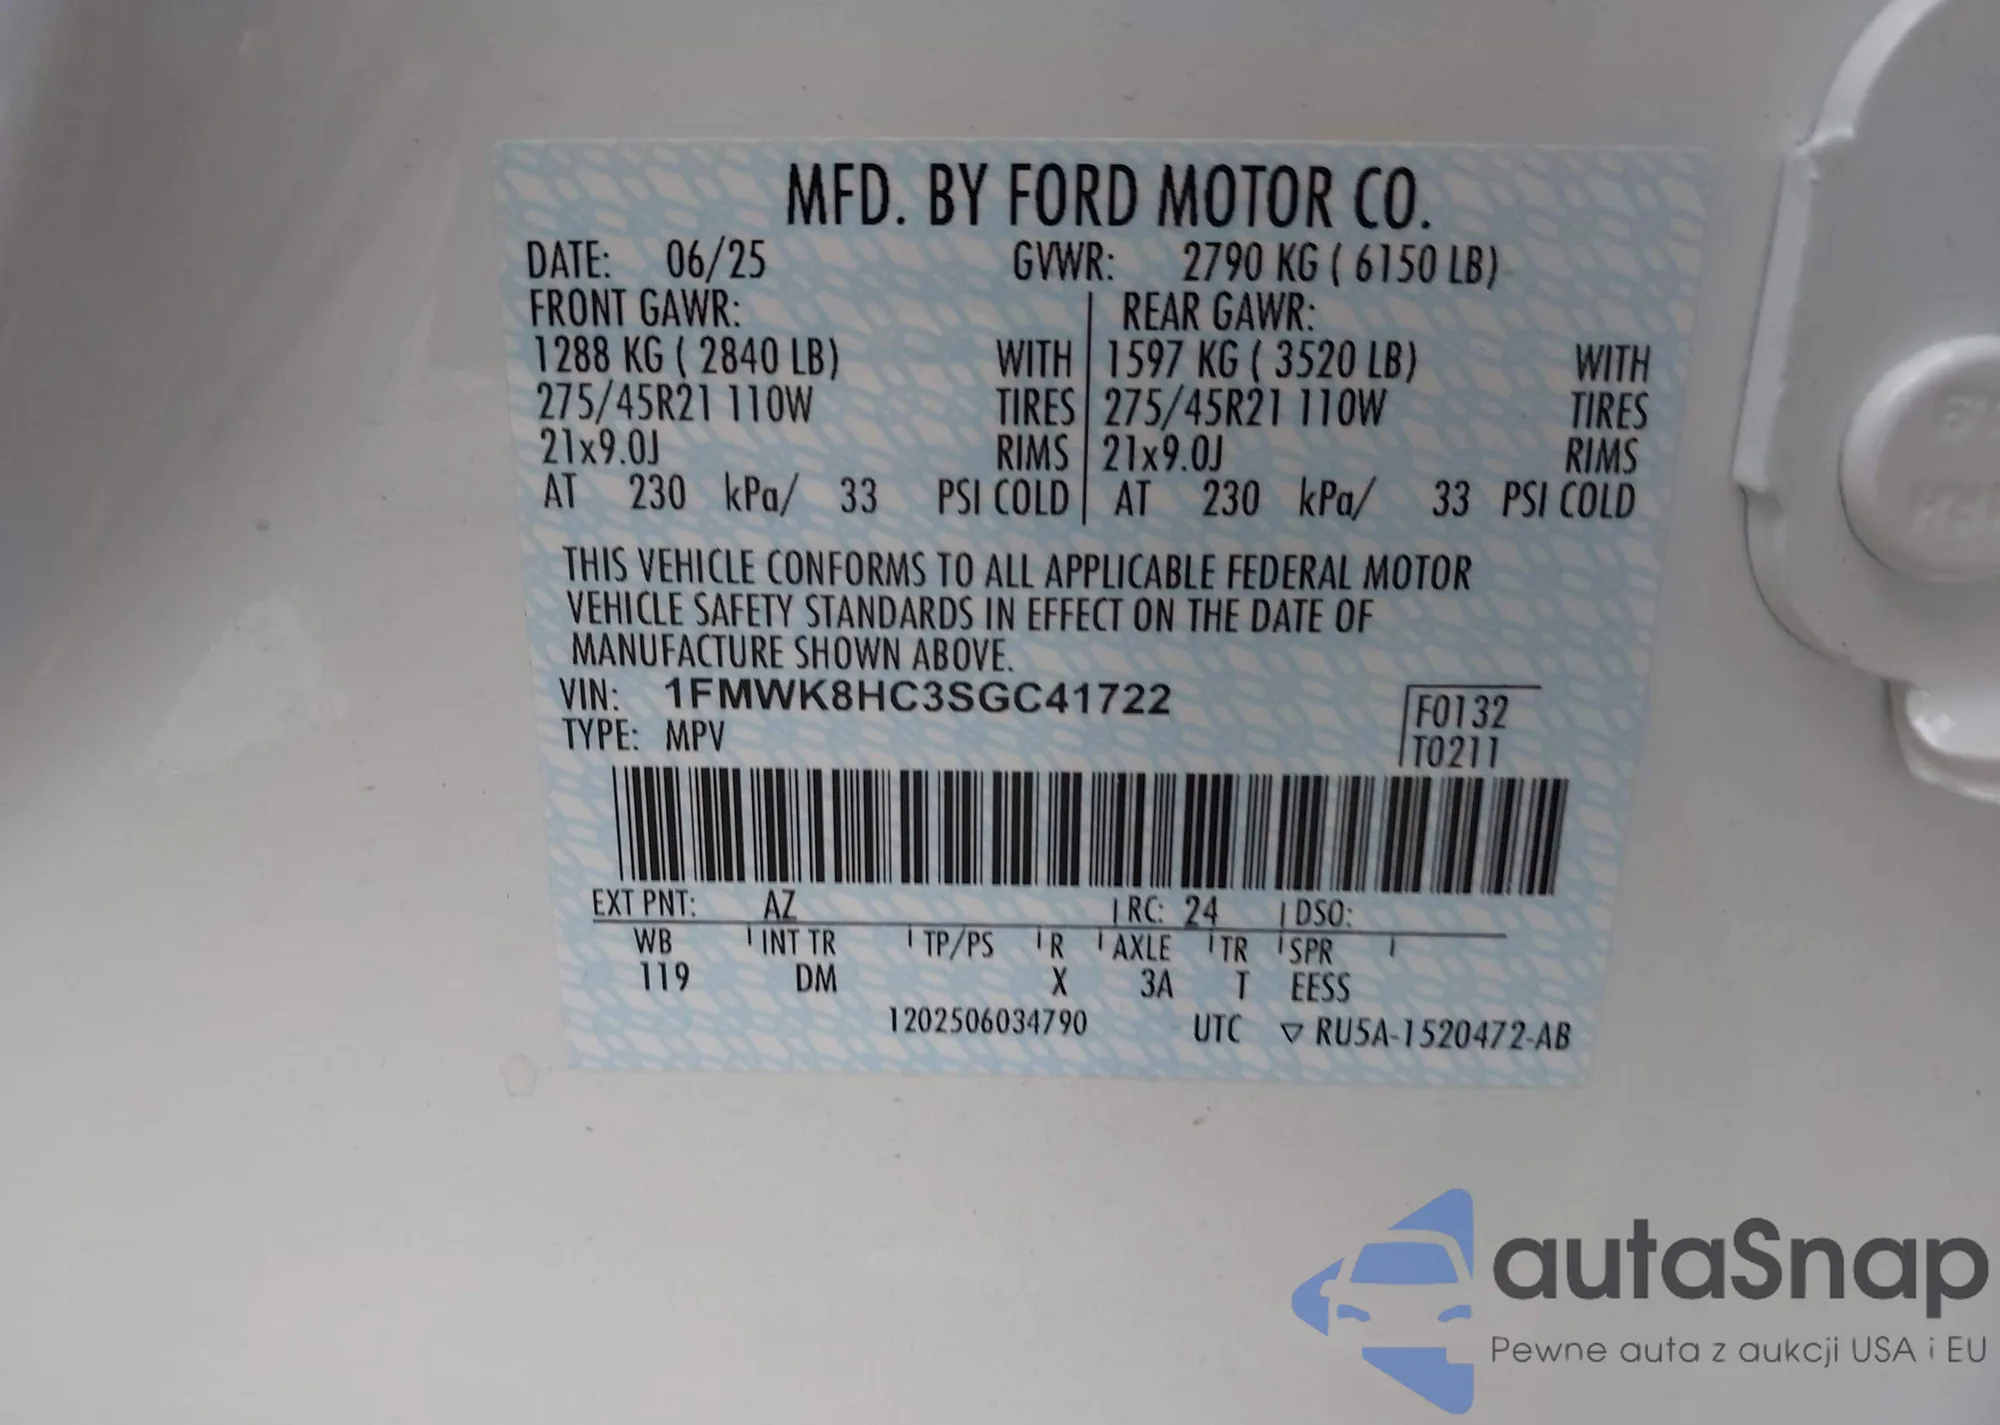 MFD. BY FORD MOTOR CO.
DATE: 06/25 GVWR: 2790 KG ( 6150 LB)
FRONT GAWR: REAR GAWR:
1288 KG ( 2840 LB) WITH 1597 KG ( 3520 LB) WITH
275/45R21 110W TIRES 275/45R21 110W TIRES
21x9.0J RIMS 21x9.0J RIMS
AT 230 kPa/ 33 PSI COLD AT 230 kPa/ 33 PSI COLD
THIS VEHICLE CONFORMS TO ALL APPLICABLE FEDERAL MOTOR
VEHICLE SAFETY STANDARDS IN EFFECT ON THE DATE OF
MANUFACTURE SHOWN ABOVE.
VIN: 1FMWK8HC3SGC41722
F0132
TYPE: MPV
T0211
EXT PNT: AZ RC: 24 DSO:
WB INT TR TP/PS R AXLE TR SPR
119 DM X 3A T EESS
1202506034790 UTC ▽ RU5A-1520472-AB
autaSnap
Pewne auta z aukcji USA i EU